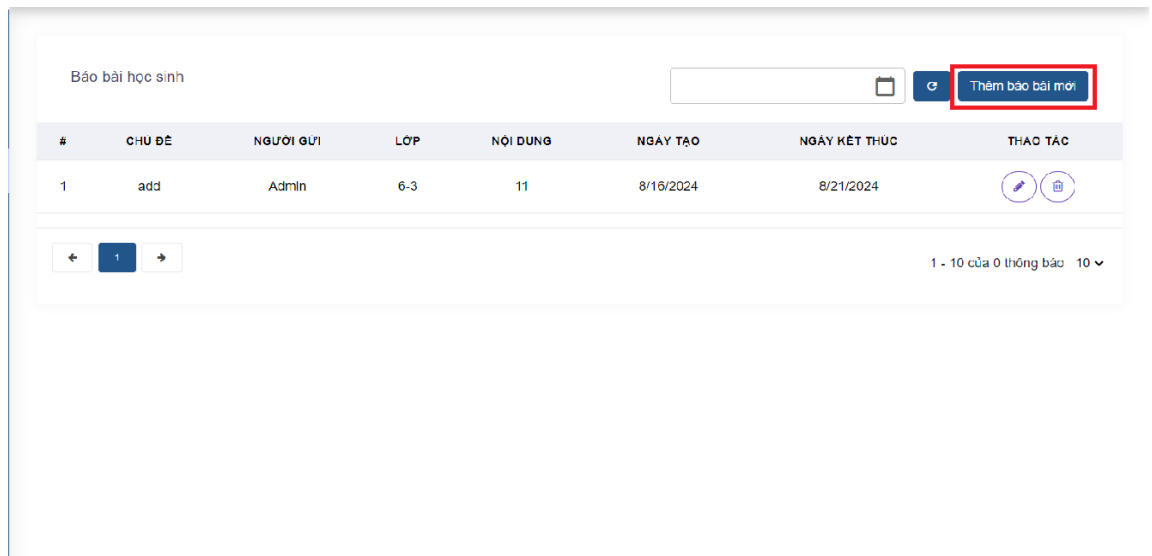 Báo bài học sinh
Thêm báo bài mới
# CHỦ ĐỀ NGƯỜI GỬI LỚP NỘI DUNG NGÀY TẠO NGÀY KẾT THÚC THAO TÁC
1 add Admin 6-3 11 8/16/2024 8/21/2024
1
1 - 10 của 0 thông báo 10